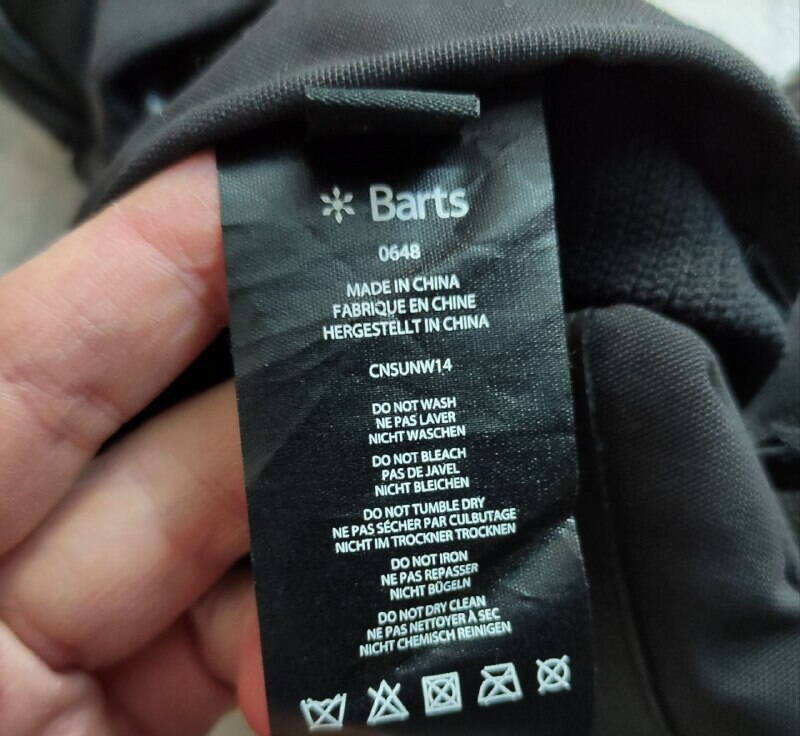 Barts
0648
MADE IN CHINA
FABRIQUE EN CHINE
HERGESTELLT IN CHINA
CNSUNW14
DO NOT WASH
NE PAS LAVER
NICHT WASCHEN
DO NOT BLEACH
PAS DE JAVEL
NICHT BLEICHEN
DO NOT TUMBLE DRY
NE PAS SÉCHER PAR CULBUTAGE
NICHT IM TROCKNER TROCKNEN
DO NOT IRON
NE PAS REPASSER
NICHT BÜGELN
DO NOT DRY CLEAN
NE PAS NETTOYER À SEC
NICHT CHEMISCH REINIGEN